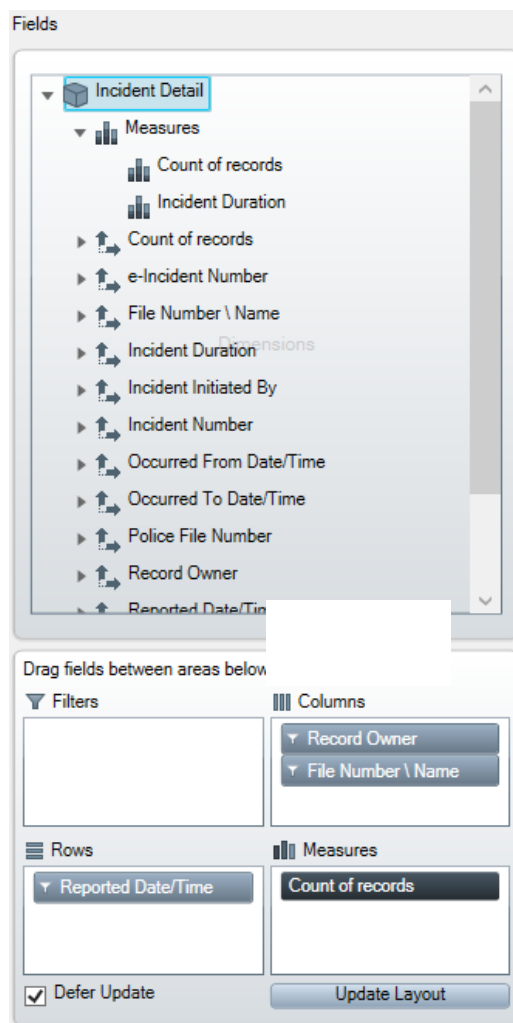 Fields
Incident Detail
Measures
Count of records
Incident Duration
Count of records
e-Incident Number
File Number \ Name
Dimensions
Incident Duration
Incident Initiated By
Incident Number
Occurred From Date/Time
Occurred To Date/Time
Police File Number
Record Owner
Reported Date/Tim
Drag fields between areas below
Filters
Columns
Record Owner
File Number \ Name
Rows
Measures
Reported Date/Time
Count of records
Defer Update
Update Layout